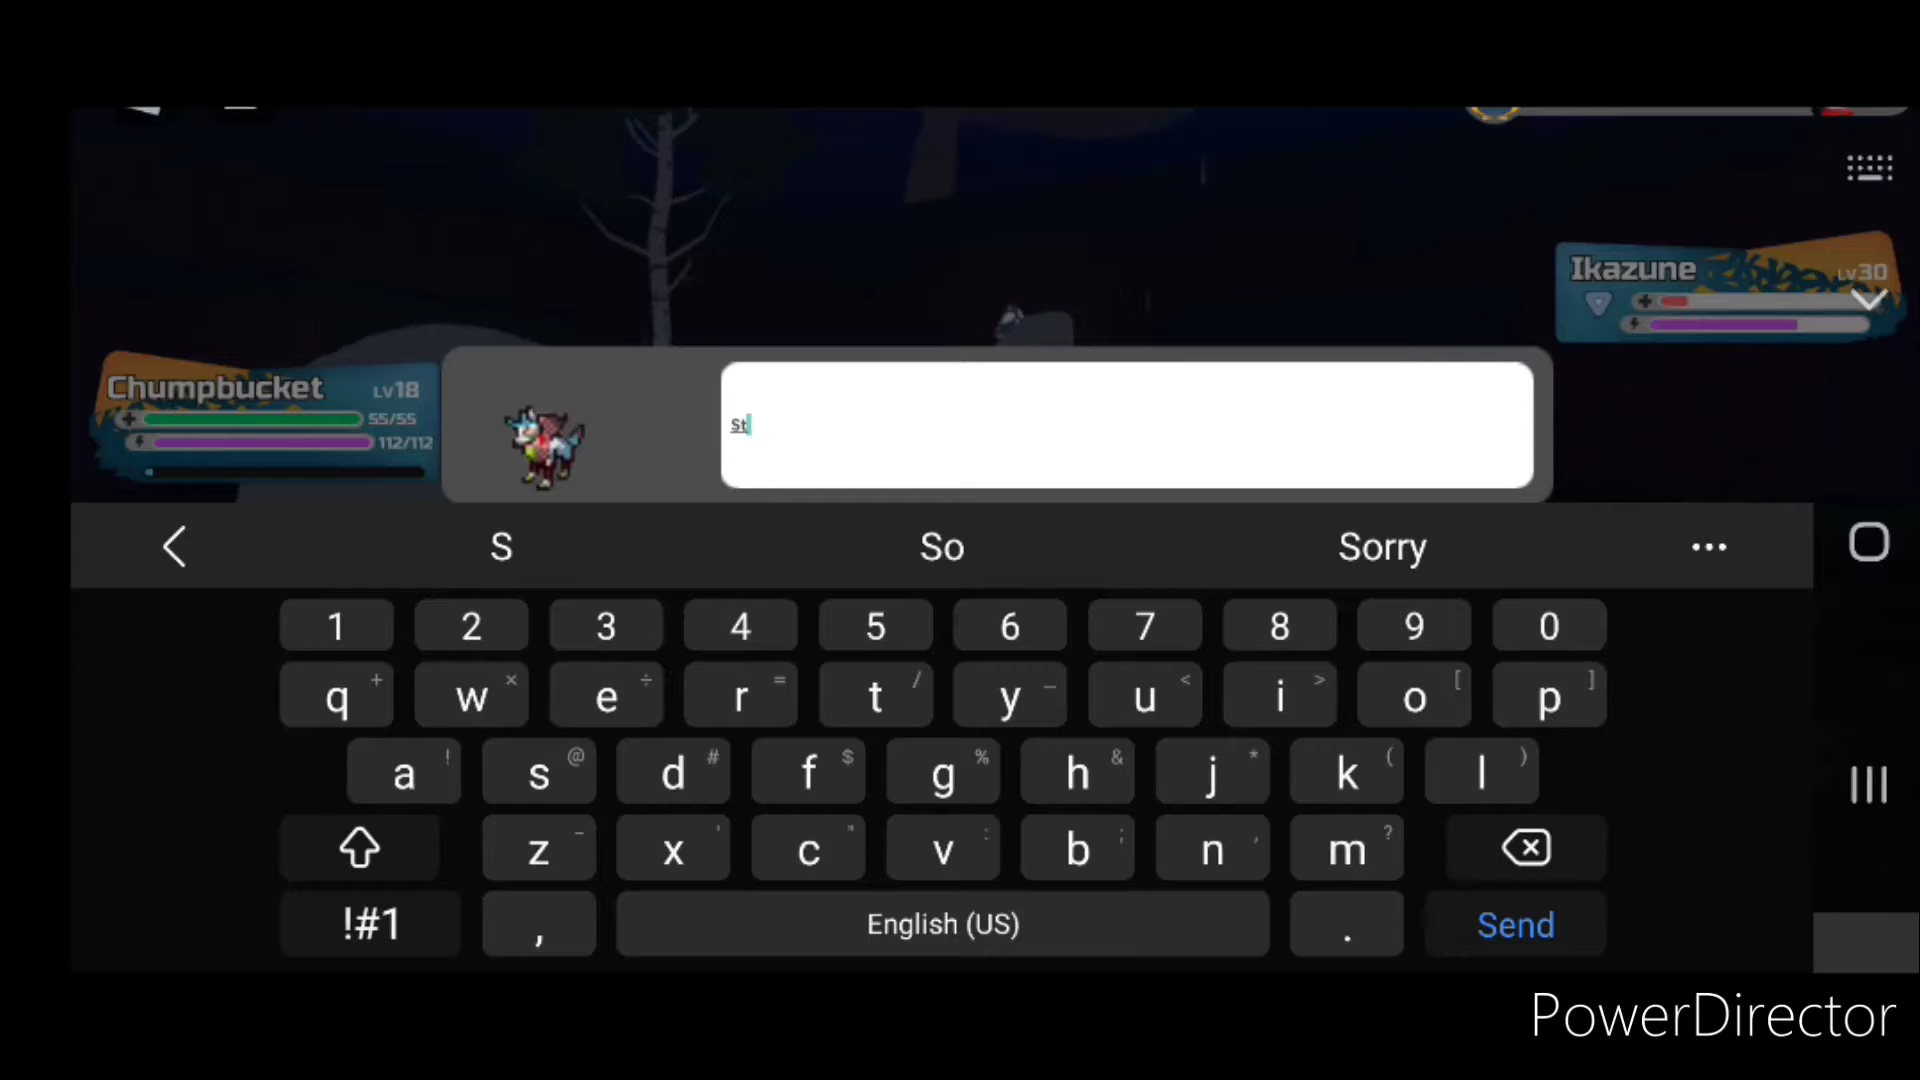 Ikazune LV30
Chumpbucket LV18
55/55
112/112
St
S So Sorry ...
1 2 3 4 5 6 7 8 9 0
q + w × e ÷ r = t / y _ u < i > o [ p ]
a ! s @ d # f $ g % h & j * k ( l )
z - x ' c " v : b ; n , m ?
!#1 , English (US) . Send
PowerDirector